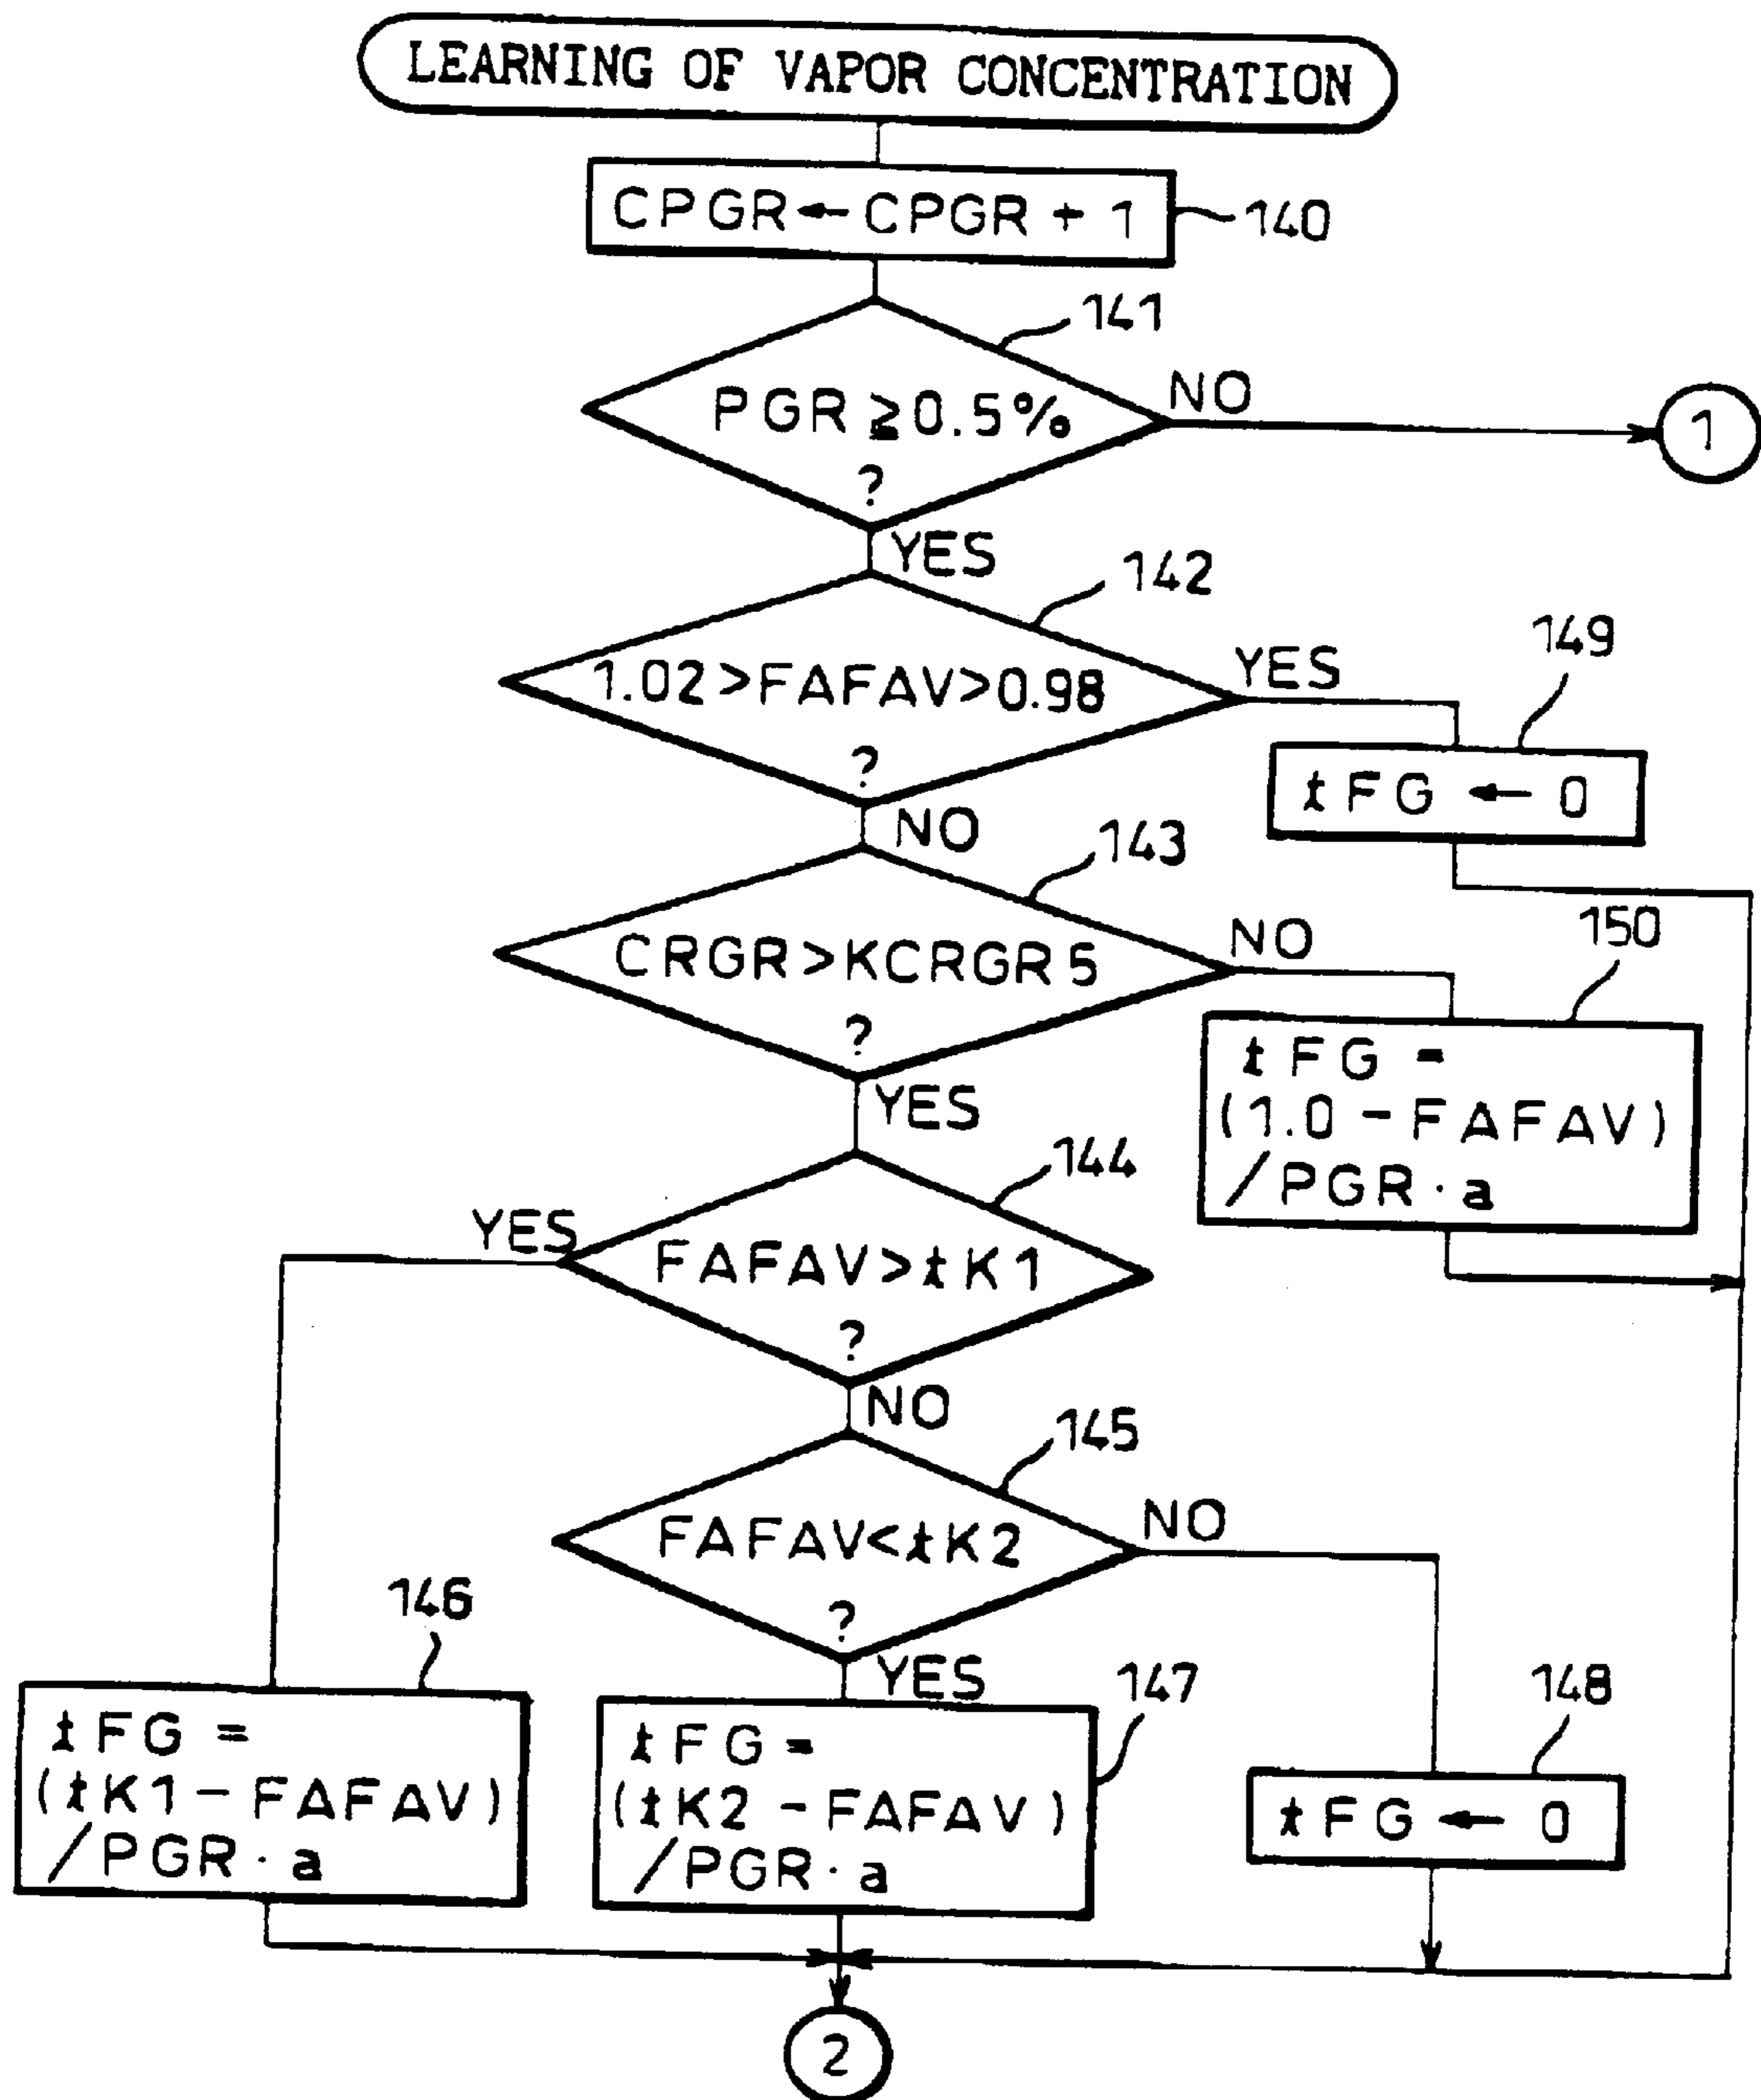 LEARNING OF VAPOR CONCENTRATION
CPGR ← CPGR + 1
140
141
PGR ≧ 0.5%
?
NO
1
YES
142
1.02>FAFAV>0.98
?
YES
149
tFG ← 0
NO
143
CRGR>KCRGR5
?
NO
150
tFG =
(1.0 - FAFAV)
/PGR · a
YES
144
YES
FAFAV>tK1
?
NO
145
FAFAV<tK2
?
NO
YES
146
tFG =
(tK1 - FAFAV)
/PGR · a
147
tFG =
(tK2 - FAFAV)
/PGR · a
148
tFG ← 0
2